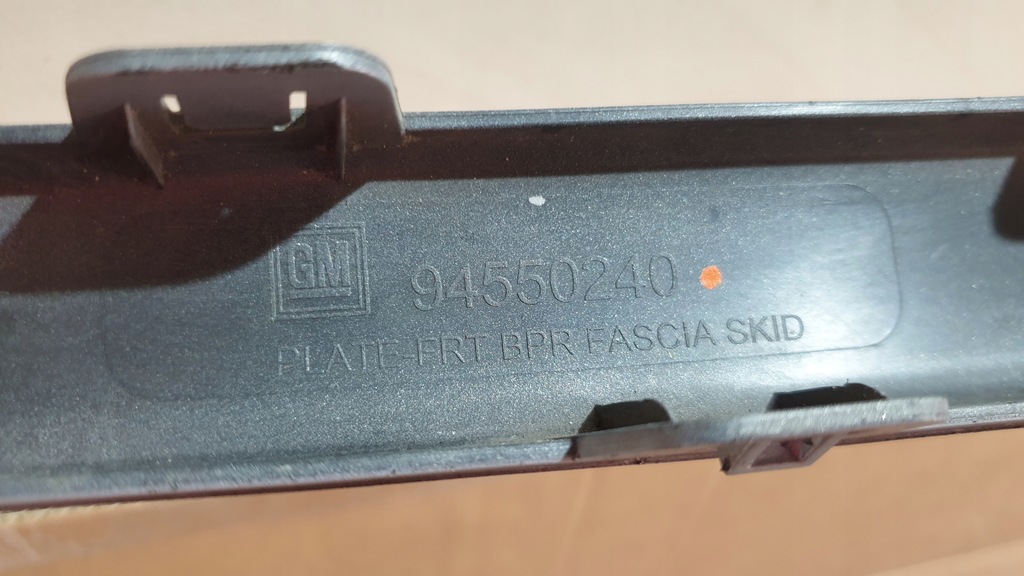 GM 94550240
PLATE-FRT BPR FASCIA SKID